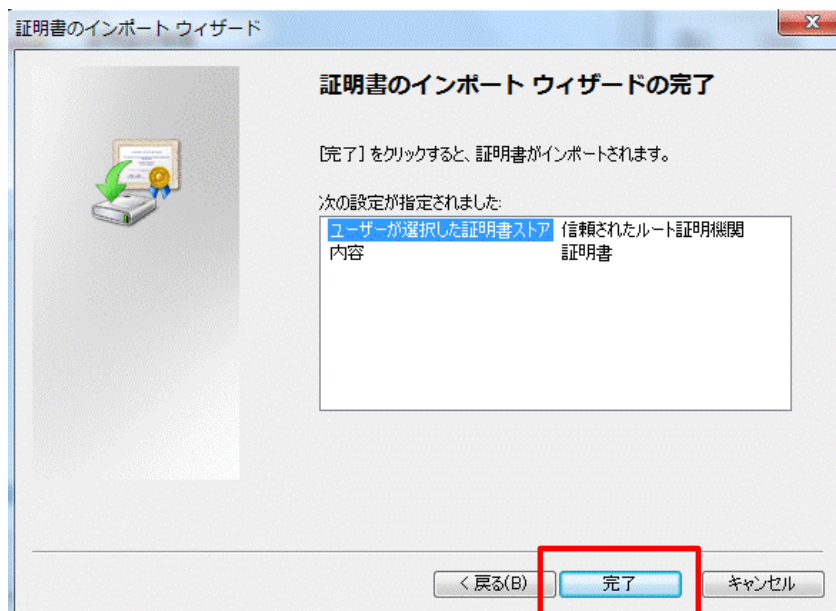 証明書のインポート ウィザード
証明書のインポート ウィザードの完了
[完了] をクリックすると、証明書がインポートされます。
次の設定が指定されました:
ユーザーが選択した証明書ストア 信頼されたルート証明機関
内容 証明書
< 戻る(B) 完了 キャンセル